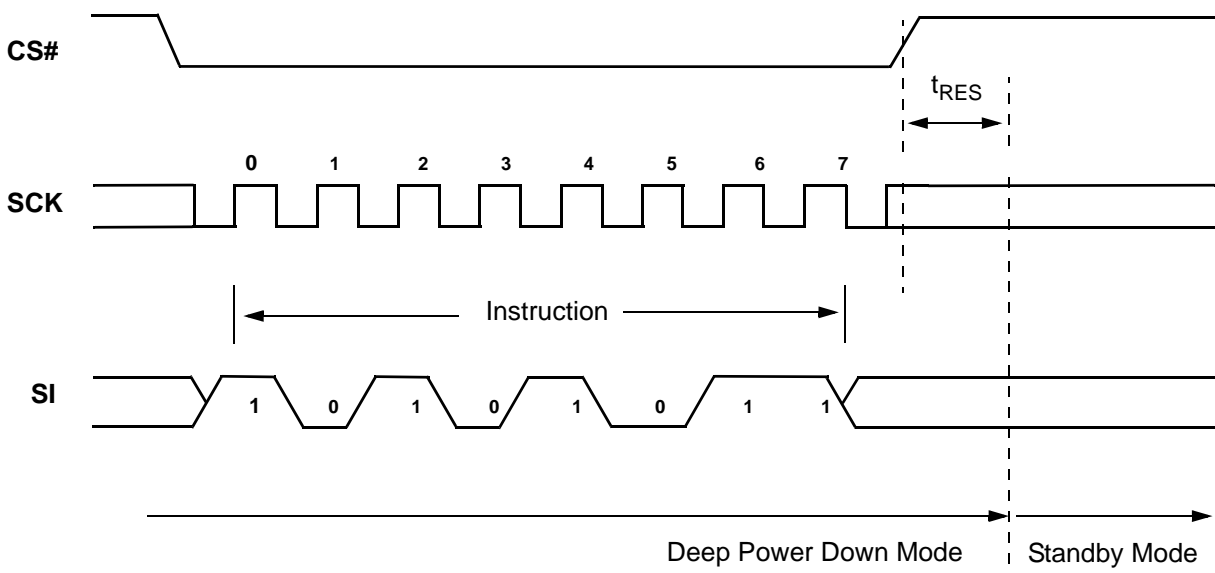 CS#
tRES
0 1 2 3 4 5 6 7
SCK
Instruction
SI
1 0 1 0 1 0 1 1
Deep Power Down Mode
Standby Mode